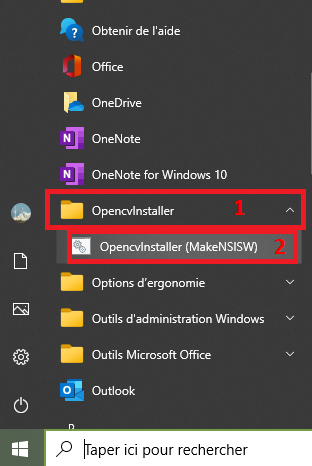 Obtenir de l'aide
Office
OneDrive
OneNote
OneNote for Windows 10
OpencvInstaller 1
OpencvInstaller (MakeNSISW) 2
Options d'ergonomie
Outils d'administration Windows
Outils Microsoft Office
Outlook
Taper ici pour rechercher